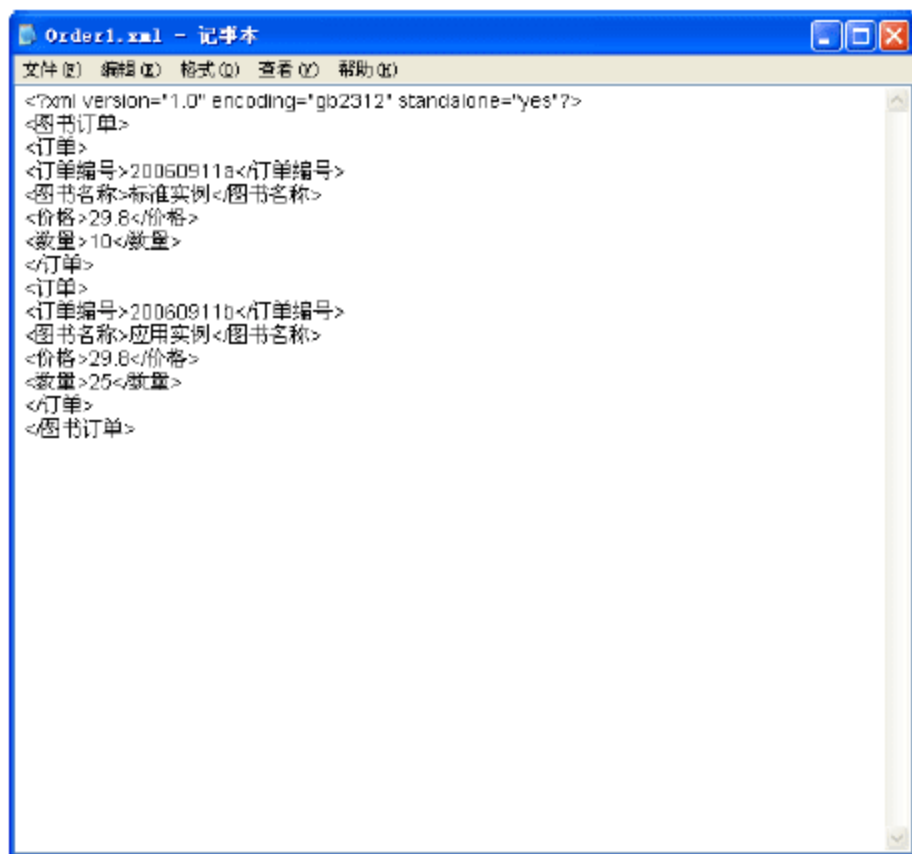 Order1.xml - 记事本
文件(F) 编辑(E) 格式(O) 查看(V) 帮助(H)
<?xml version="1.0" encoding="gb2312" standalone="yes"?>
<图书订单>
<订单>
<订单编号>20060911a</订单编号>
<图书名称>标准实例</图书名称>
<价格>29.8</价格>
<数量>10</数量>
</订单>
<订单>
<订单编号>20060911b</订单编号>
<图书名称>应用实例</图书名称>
<价格>29.8</价格>
<数量>25</数量>
</订单>
</图书订单>